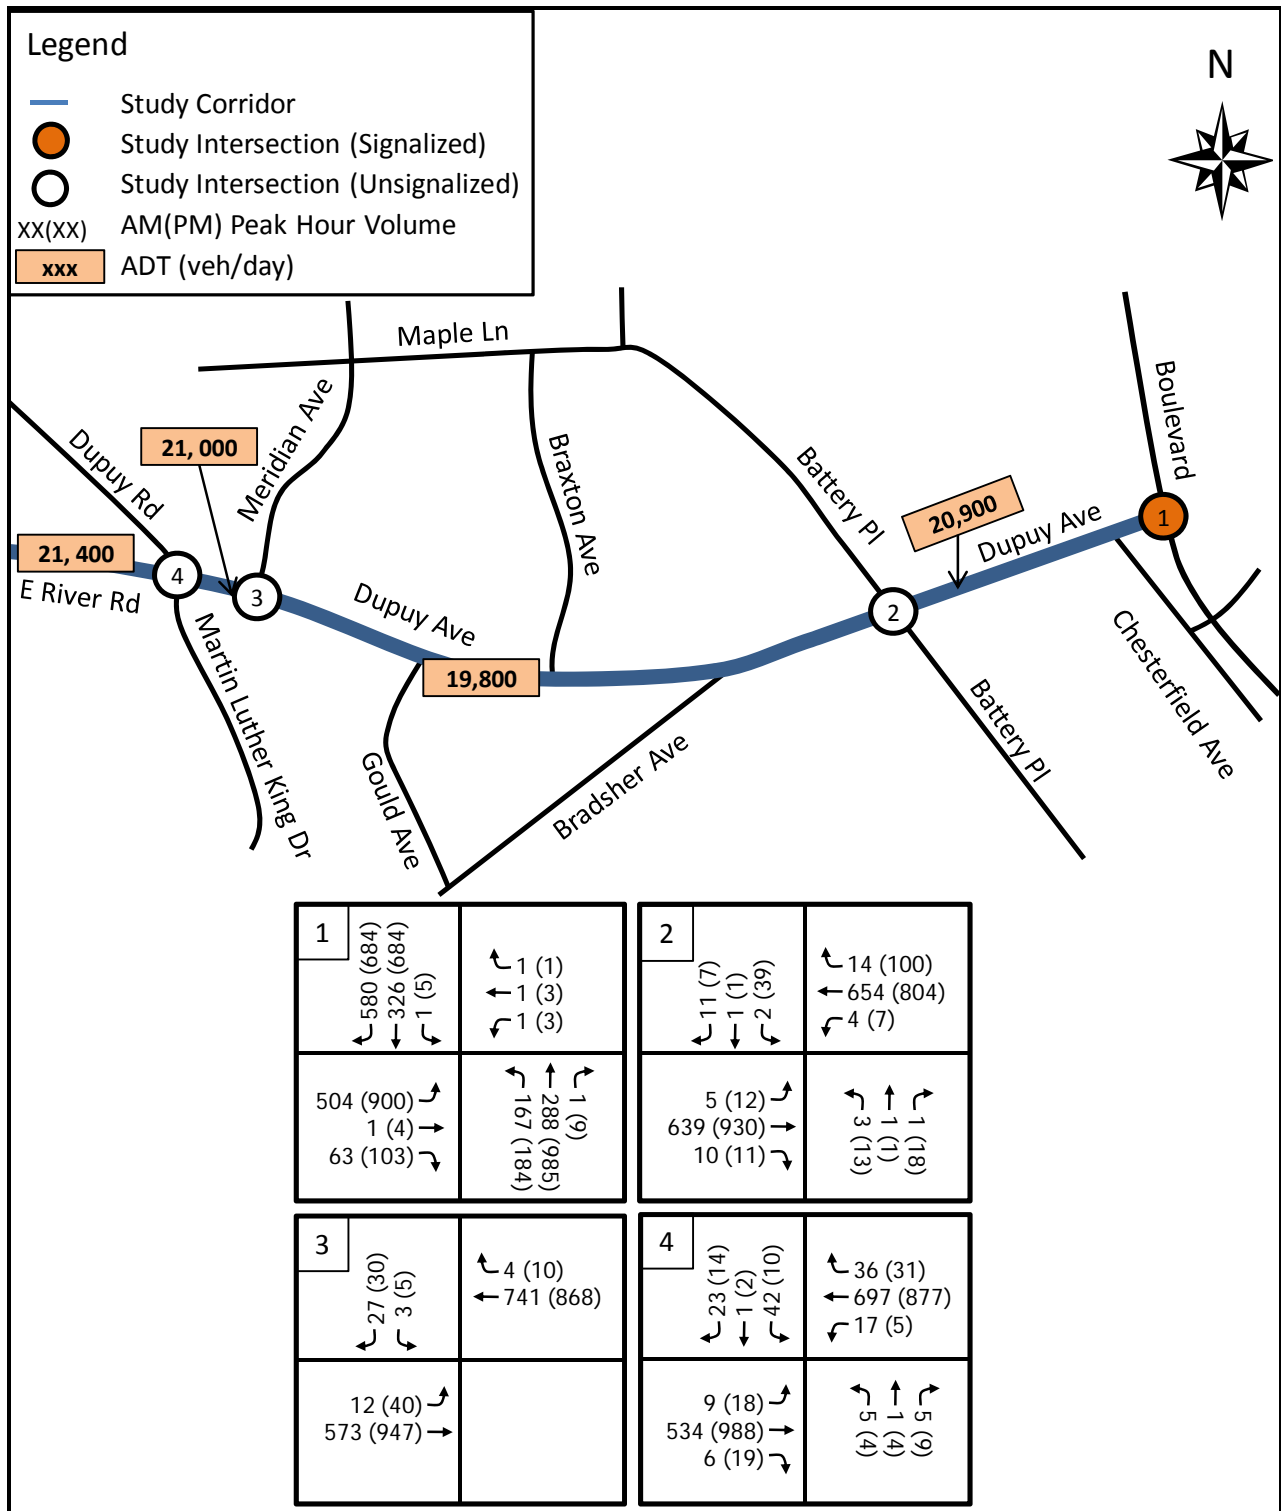 Legend
N
Study Corridor
Study Intersection (Signalized)
Study Intersection (Unsignalized)
XX(XX) AM(PM) Peak Hour Volume
xxx ADT (veh/day)
Maple Ln
Meridian Ave
Boulevard
Dupuy Rd
21, 000
Braxton Ave
Battery Pl
20,900
Dupuy Ave
1
21, 400
4
3
2
E River Rd
Dupuy Ave
Martin Luther King Dr
19,800
Chesterfield Ave
Battery Pl
Gould Ave
Bradsher Ave
1
580 (684)
326 (684)
1 (5)
1 (1)
1 (3)
1 (3)
504 (900)
1 (4)
63 (103)
167 (184)
288 (985)
1 (9)
2
11 (7)
1 (1)
2 (39)
14 (100)
654 (804)
4 (7)
5 (12)
639 (930)
10 (11)
3 (13)
1 (1)
1 (18)
3
27 (30)
3 (5)
4 (10)
741 (868)
12 (40)
573 (947)
4
23 (14)
1 (2)
42 (10)
36 (31)
697 (877)
17 (5)
9 (18)
534 (988)
6 (19)
5 (4)
1 (4)
5 (9)